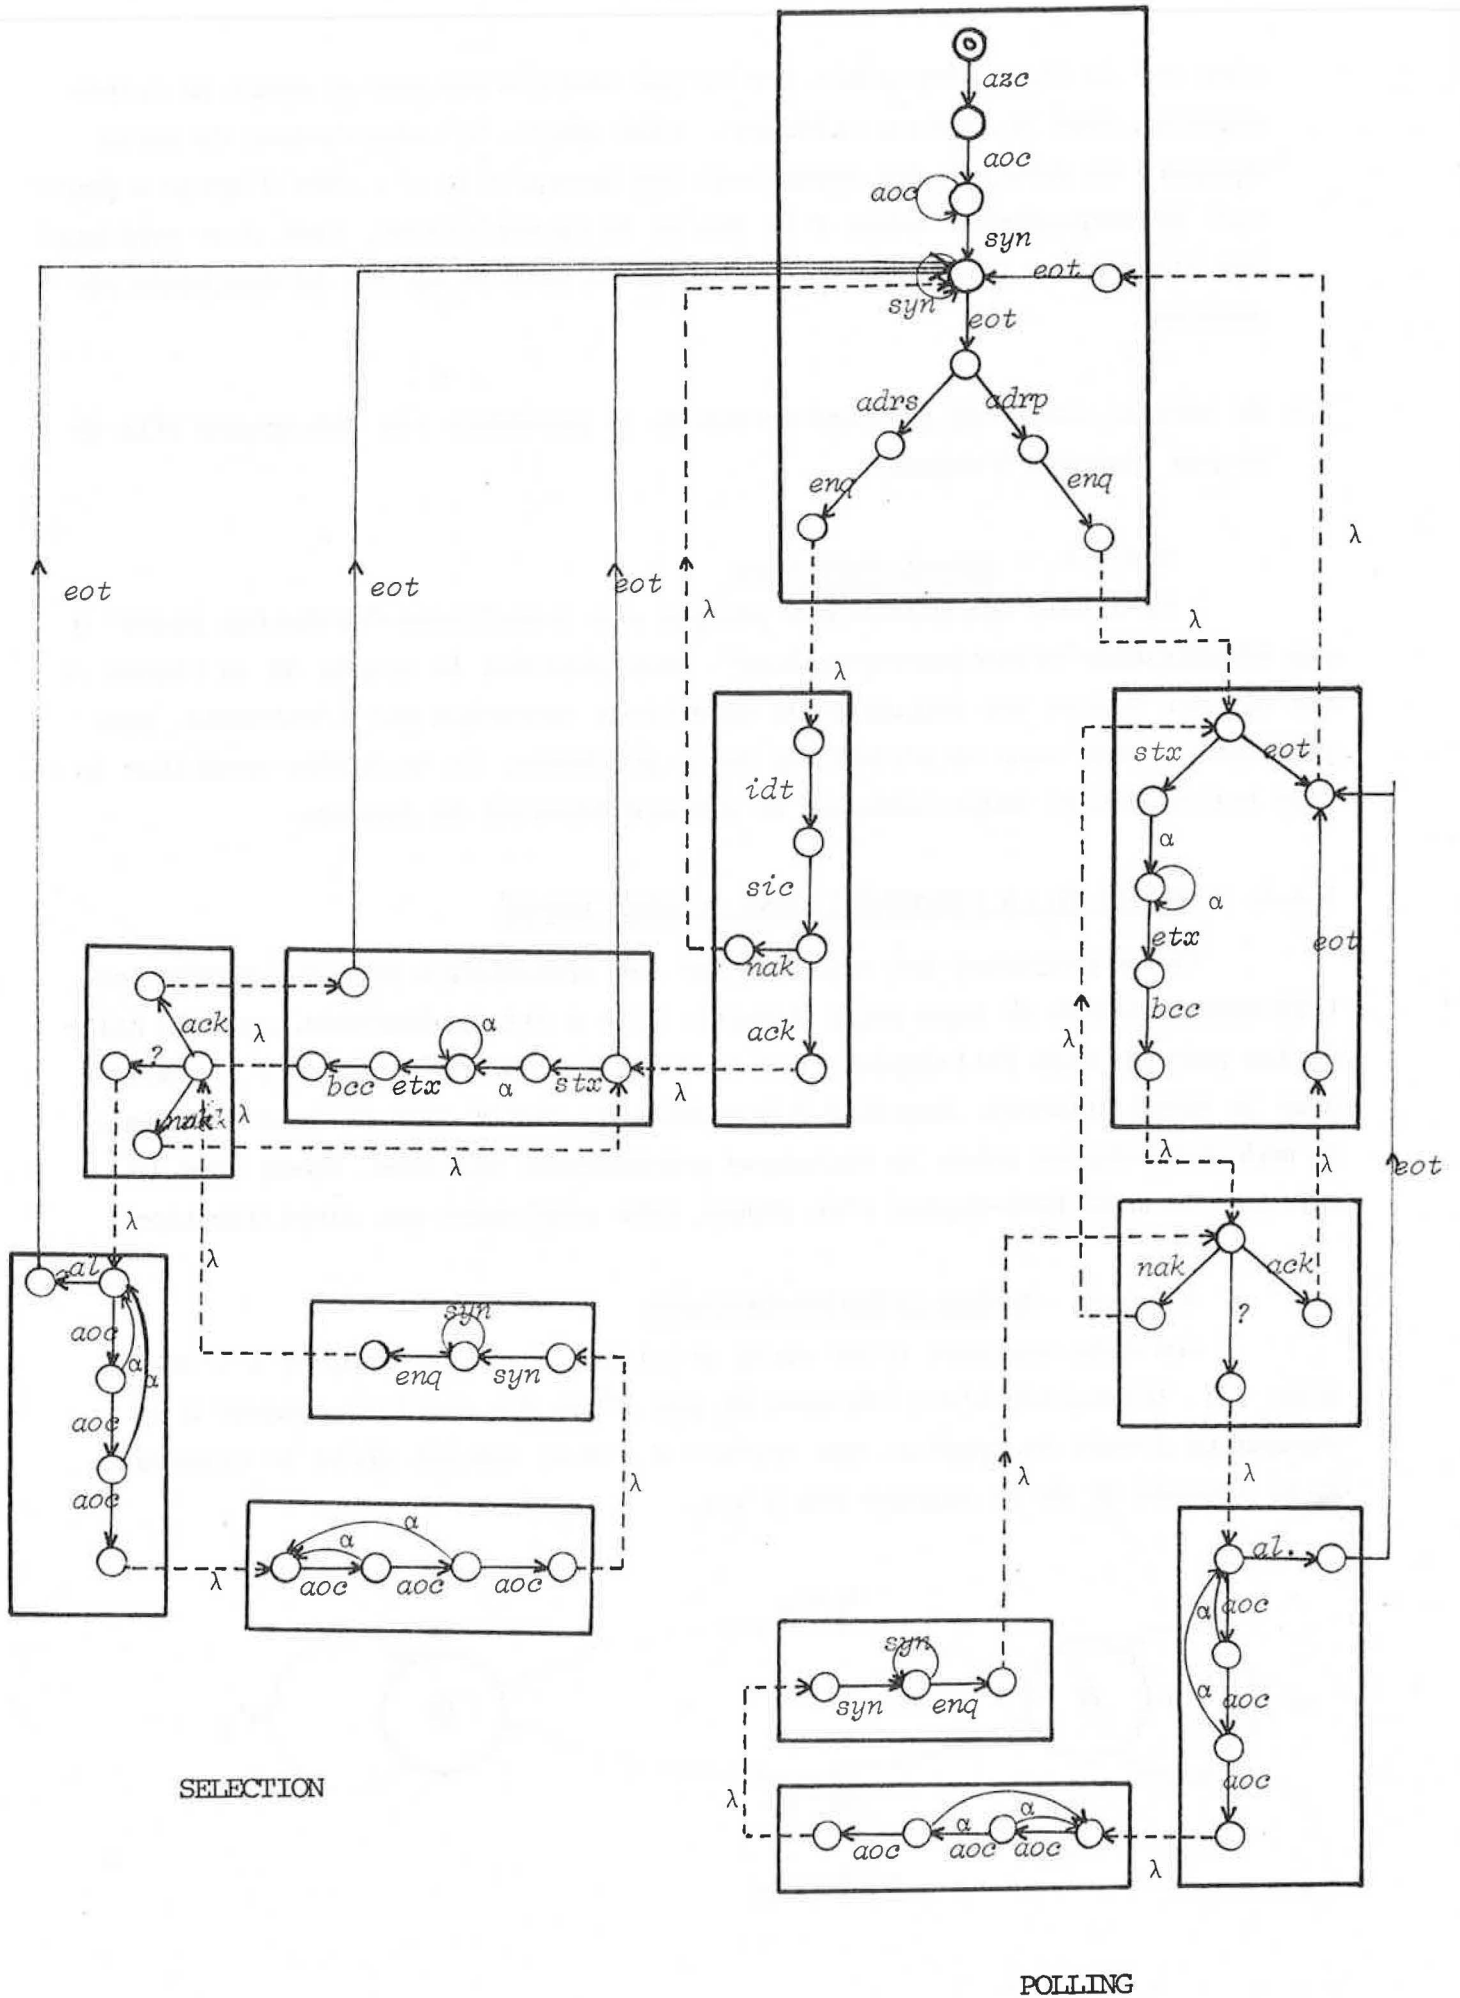 azc
aoc
aoc
syn
eot
syn
eot
adrs
adrp
enq
enq
λ
eot
eot
eot
λ
λ
λ
stx
eot
idt
α
α
sic
etx
eot
nak
bcc
ack
λ
ack
λ
α
?
bcc
etx
α
stx
λ
nak
λ
λ
λ
λ
eot
λ
λ
al
nak
ack
syn
aoc
α
α
?
enq
syn
aoc
λ
λ
λ
aoc
α
α
al.
λ
aoc
aoc
aoc
α
aoc
syn
α
aoc
syn
enq
aoc
SELECTION
λ
α
α
aoc
aoc
aoc
λ
POLLING